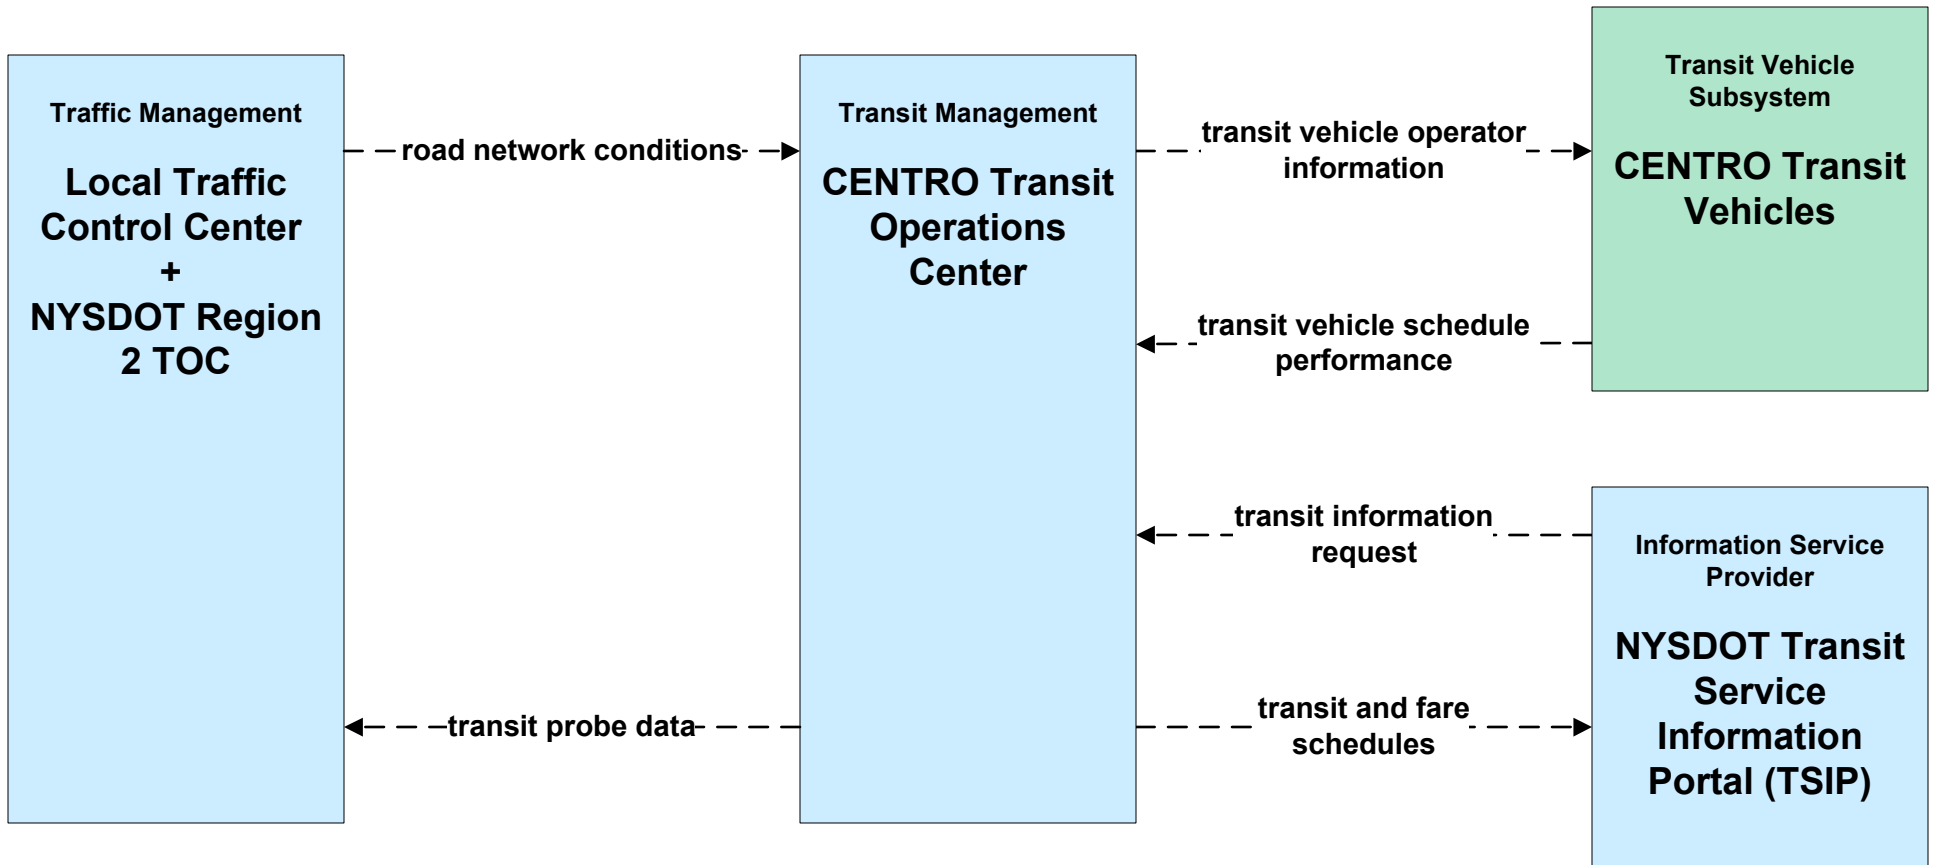 Traffic Management
Local Traffic
Control Center
+
NYSDOT Region
2 TOC
road network conditions
transit probe data
Transit Management
CENTRO Transit
Operations
Center
transit vehicle operator
information
transit vehicle schedule
performance
transit information
request
transit and fare
schedules
Transit Vehicle
Subsystem
CENTRO Transit
Vehicles
Information Service
Provider
NYSDOT Transit
Service
Information
Portal (TSIP)